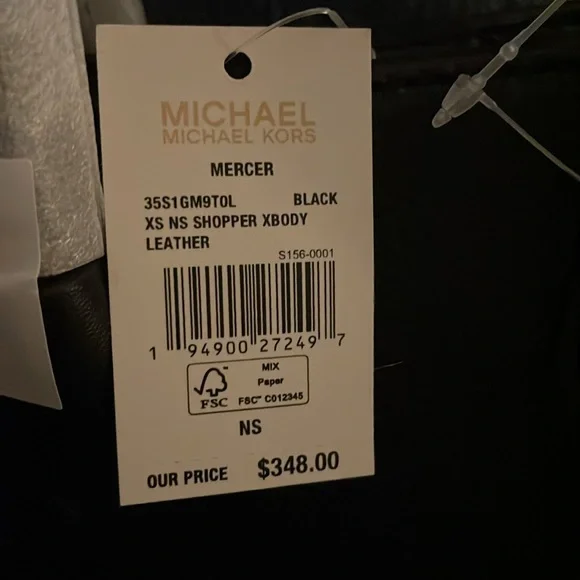 MICHAEL
MICHAEL KORS
MERCER
35S1GM9T0L BLACK
XS NS SHOPPER XBODY
LEATHER
S156-0001
1 94900 27249 7
MIX
Paper
FSC™ FSC™ C012345
NS
OUR PRICE $348.00